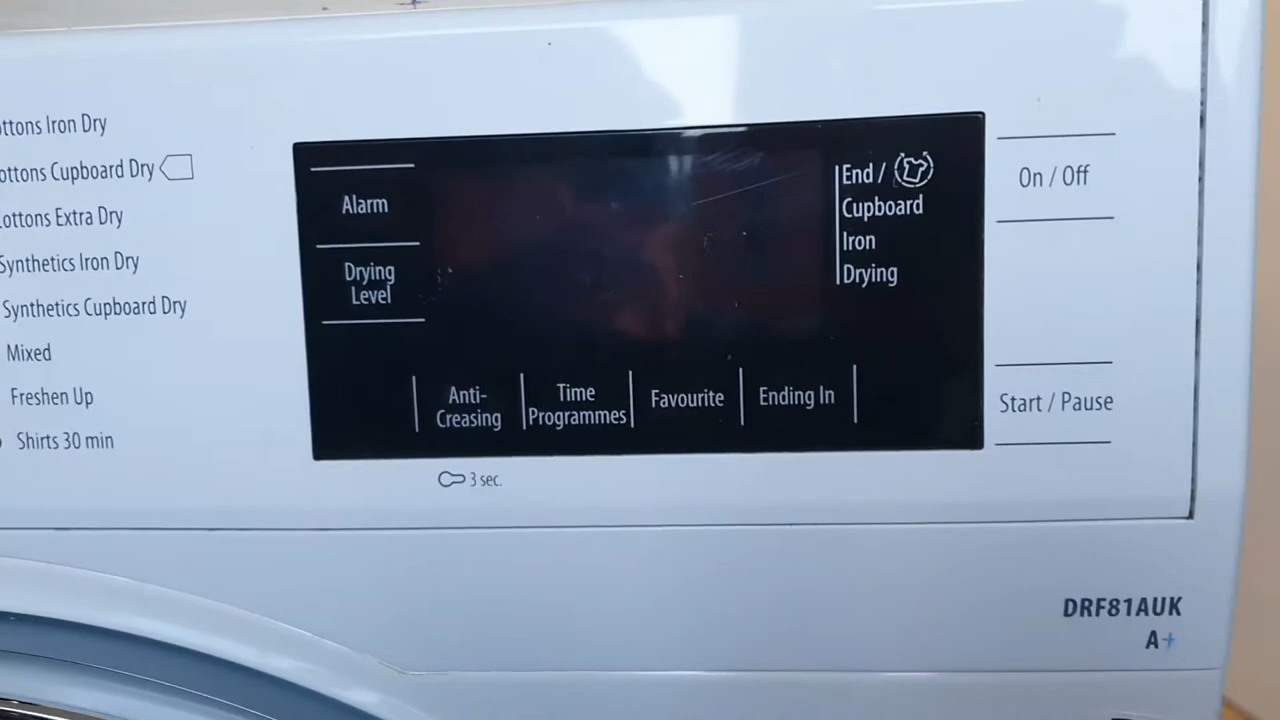 ttons Iron Dry
ottons Cupboard Dry
ottons Extra Dry
Synthetics Iron Dry
Synthetics Cupboard Dry
Mixed
Freshen Up
Shirts 30 min
Alarm
Drying
Level
Anti-
Creasing
Time
Programmes
Favourite
Ending In
End /
Cupboard
Iron
Drying
3 sec.
On / Off
Start / Pause
DRF81AUK
A+